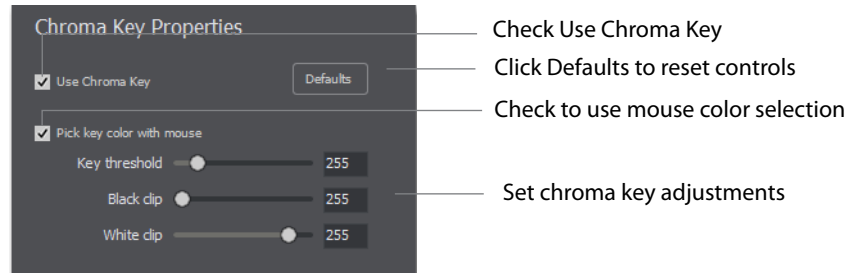 Chroma Key Properties
Check Use Chroma Key
Use Chroma Key
Defaults
Click Defaults to reset controls
Check to use mouse color selection
Pick key color with mouse
Key threshold 255
Black clip 255
Set chroma key adjustments
White clip 255